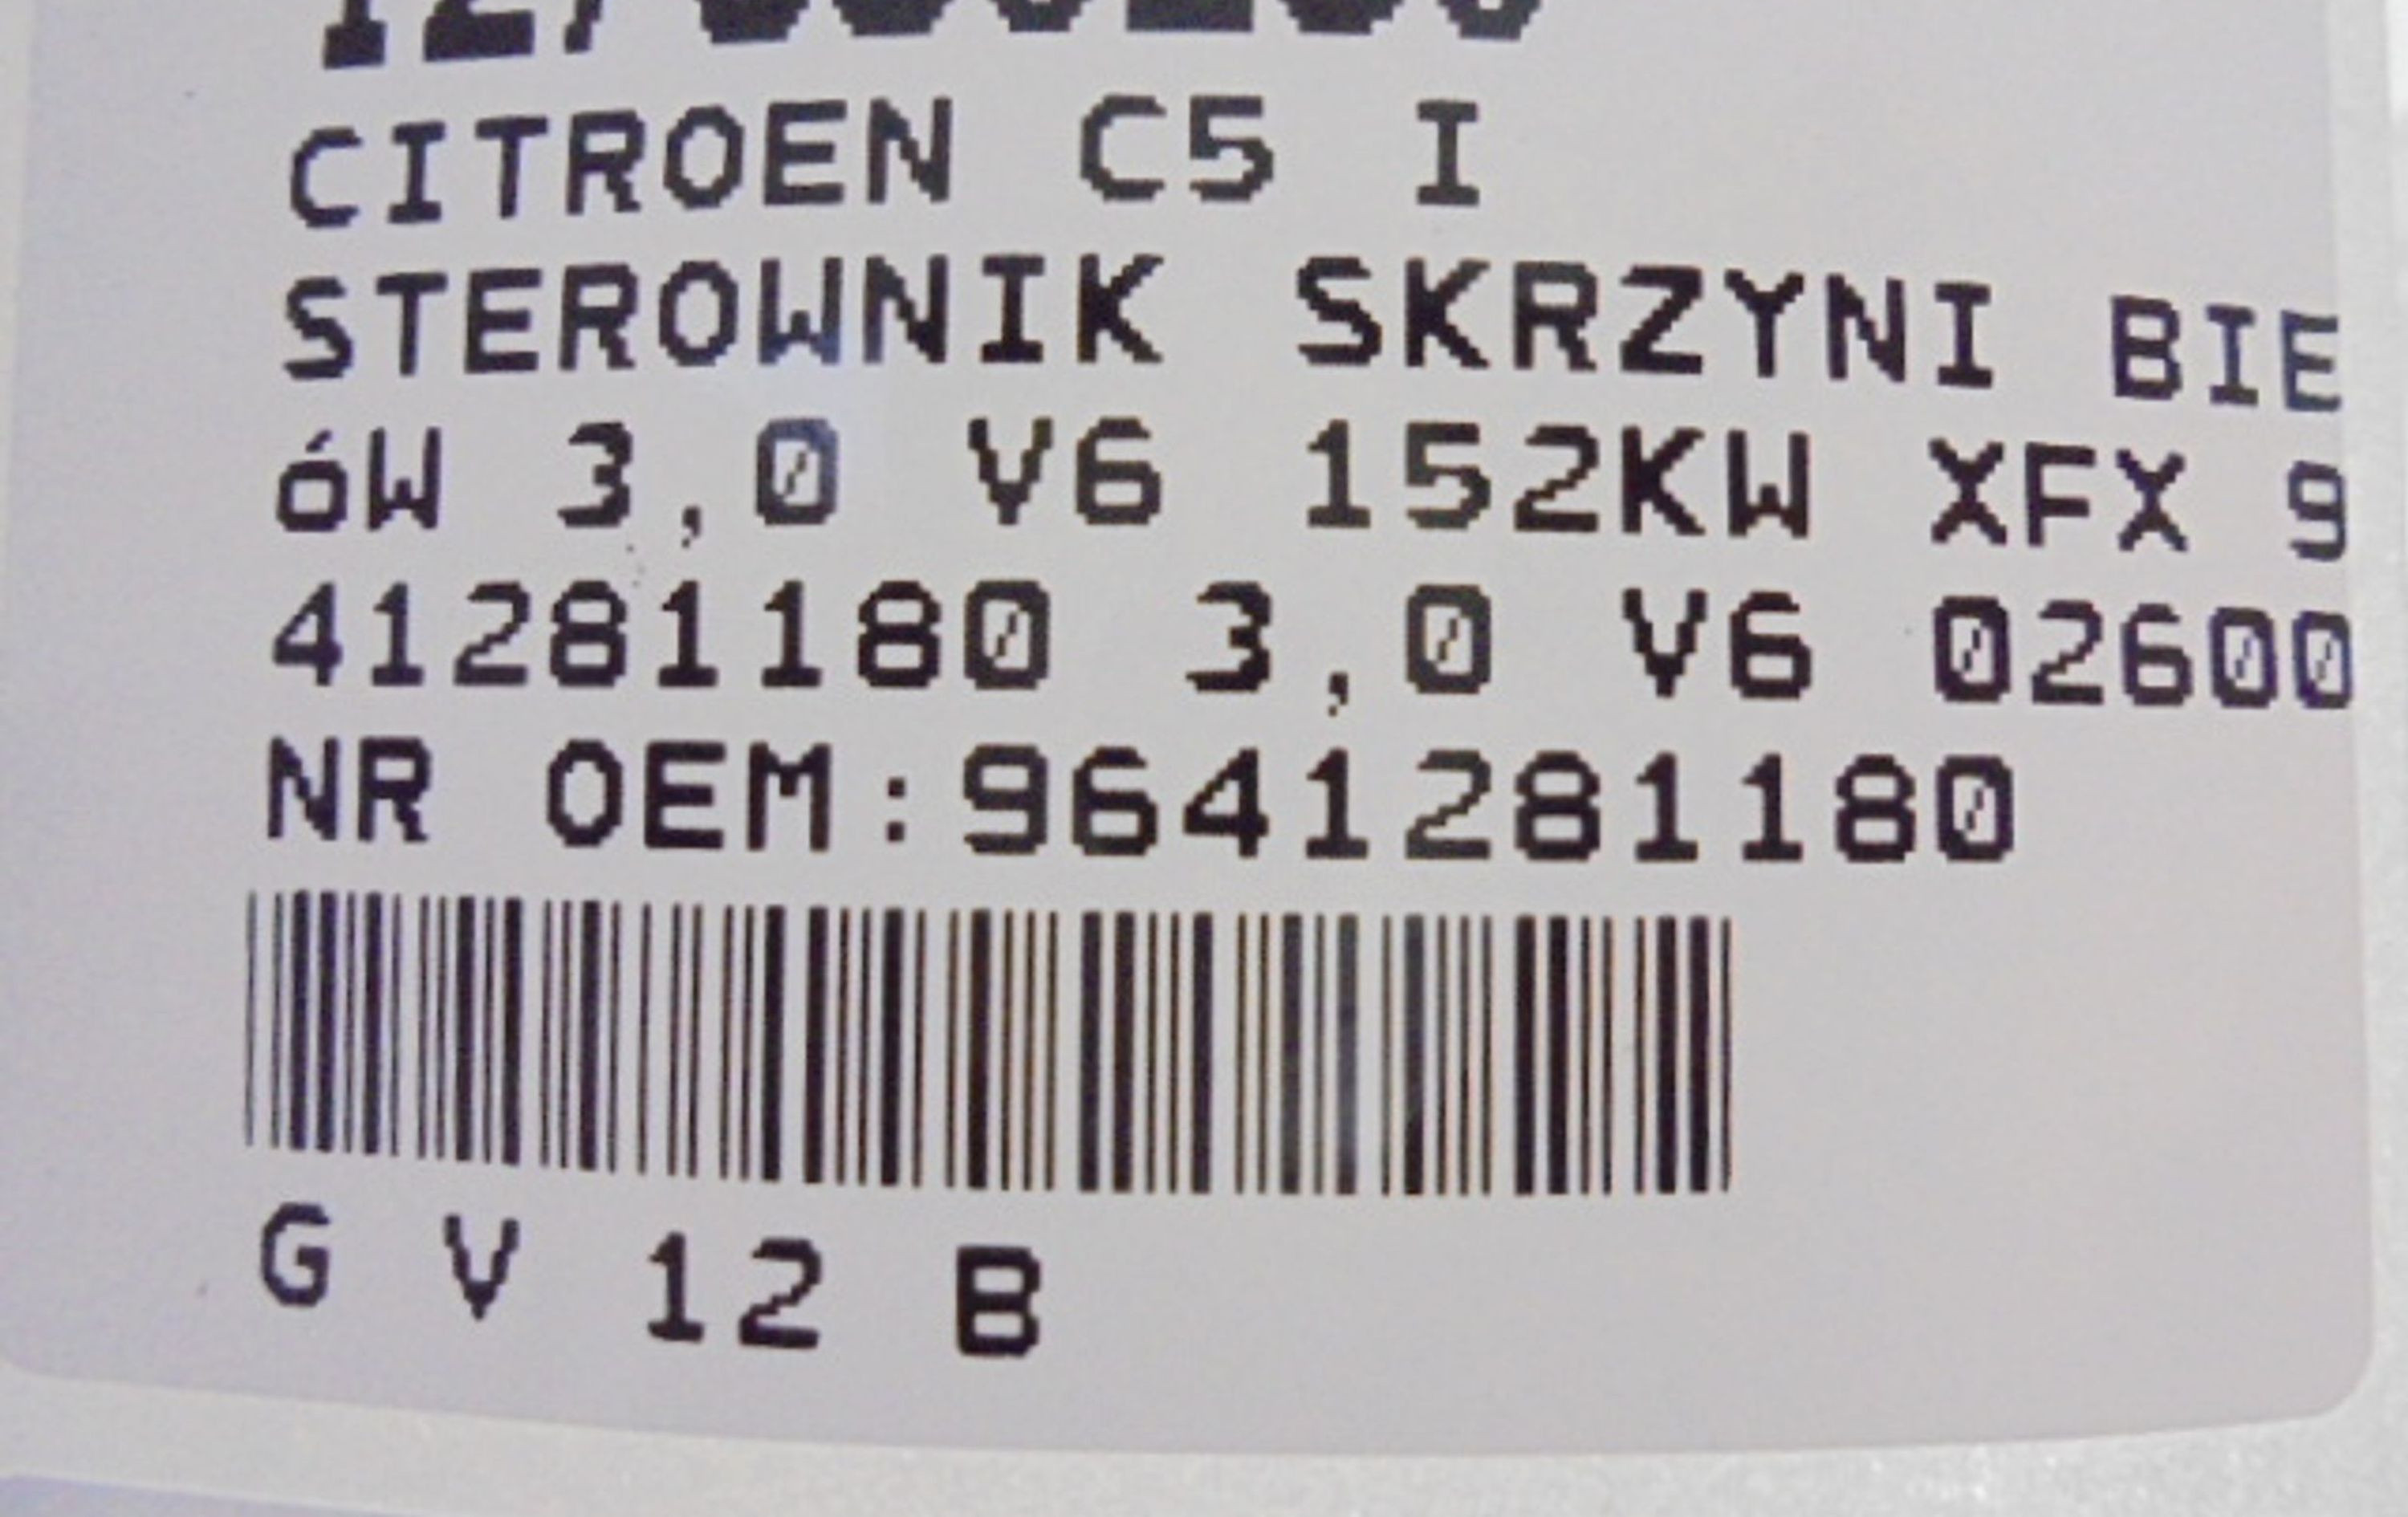 CITROEN C5 I
STEROWNIK SKRZYNI BIE
óW 3,0 V6 152KW XFX 9
41281180 3,0 V6 02600
NR OEM:9641281180
G V 12 B